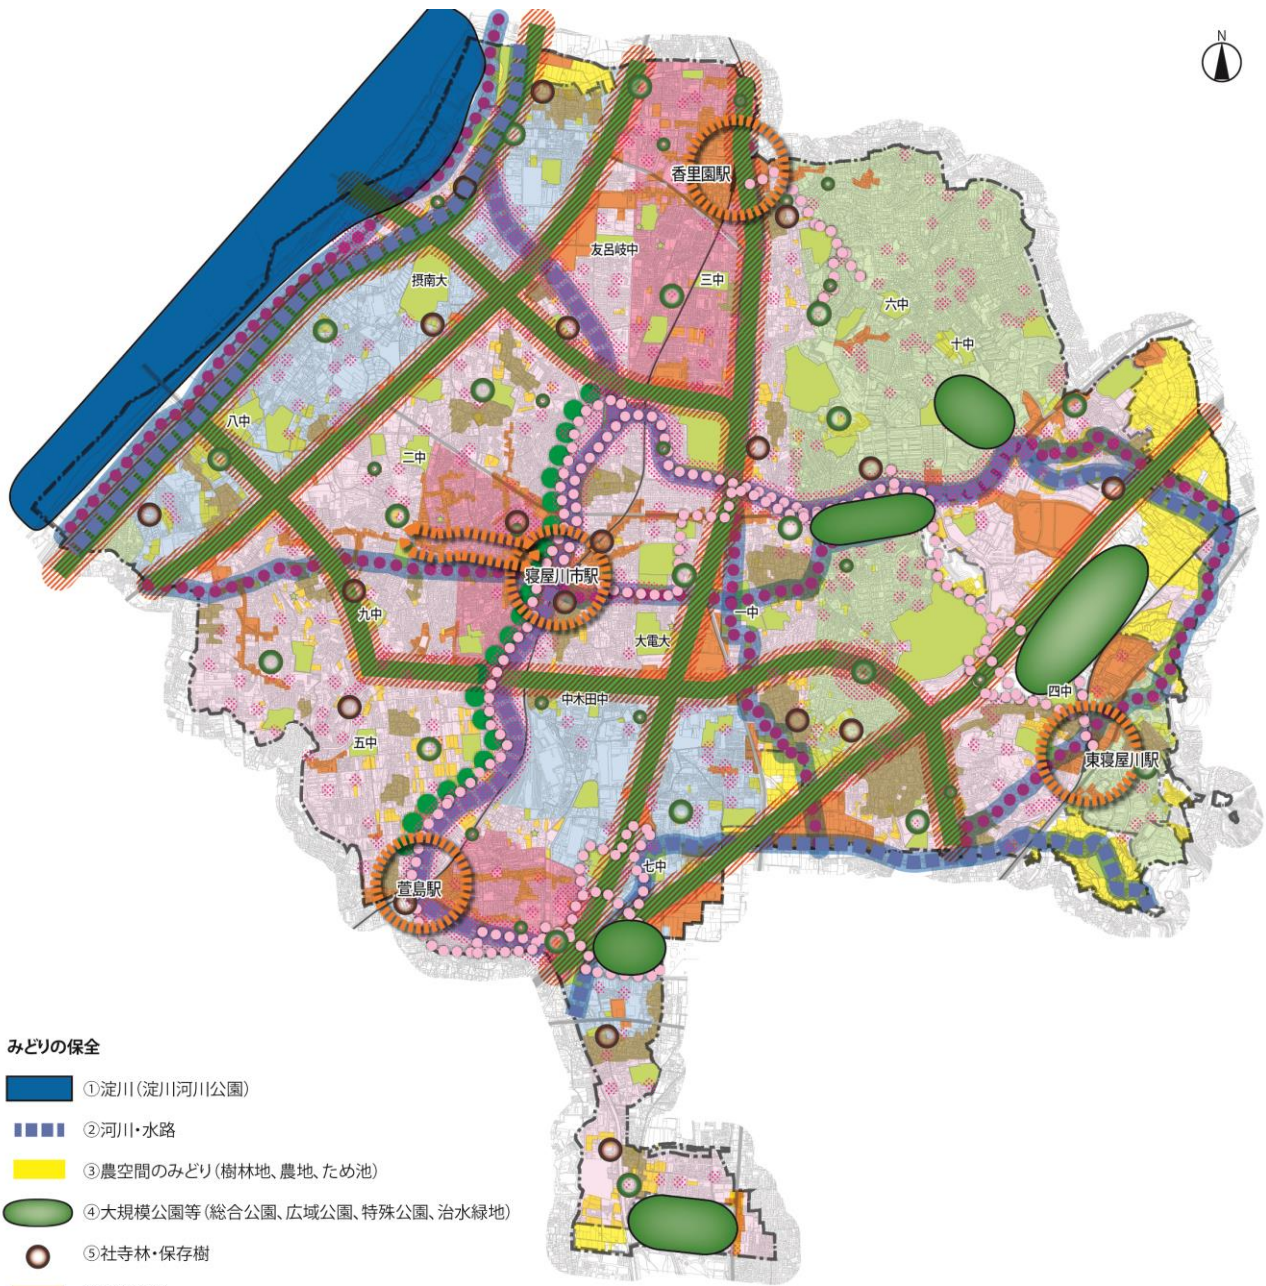 N
香里園駅
友呂岐中
摂南大
三中
六中
十中
八中
二中
寝屋川市駅
九中
一中
大電大
四中
中木田中
五中
東寝屋川駅
七中
萱島駅
みどりの保全
①淀川(淀川河川公園)
②河川・水路
③農空間のみどり(樹林地、農地、ため池)
④大規模公園等(総合公園、広域公園、特殊公園、治水緑地)
⑤社寺林・保存樹